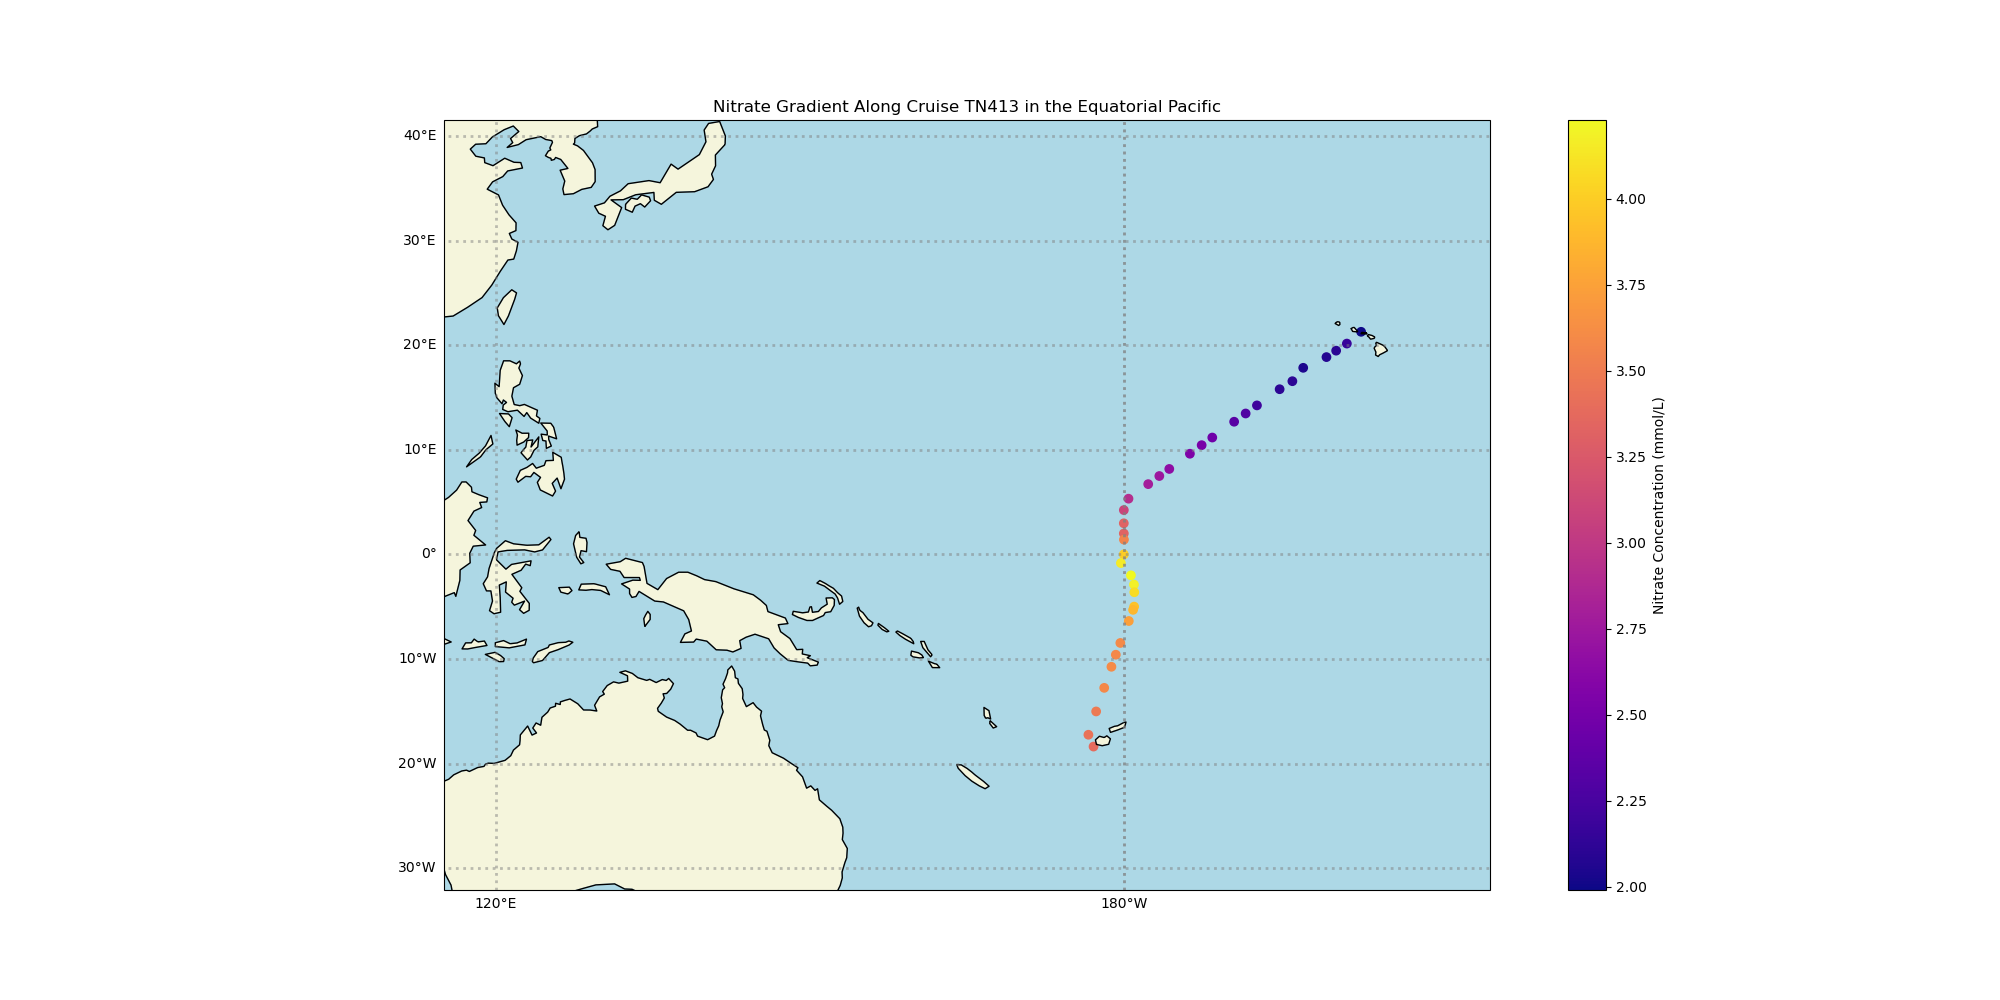 Nitrate Gradient Along Cruise TN413 in the Equatorial Pacific
40°E
30°E
20°E
10°E
0°
10°W
20°W
30°W
120°E
180°W
4.00
3.75
3.50
3.25
3.00
2.75
2.50
2.25
2.00
Nitrate Concentration (mmol/L)